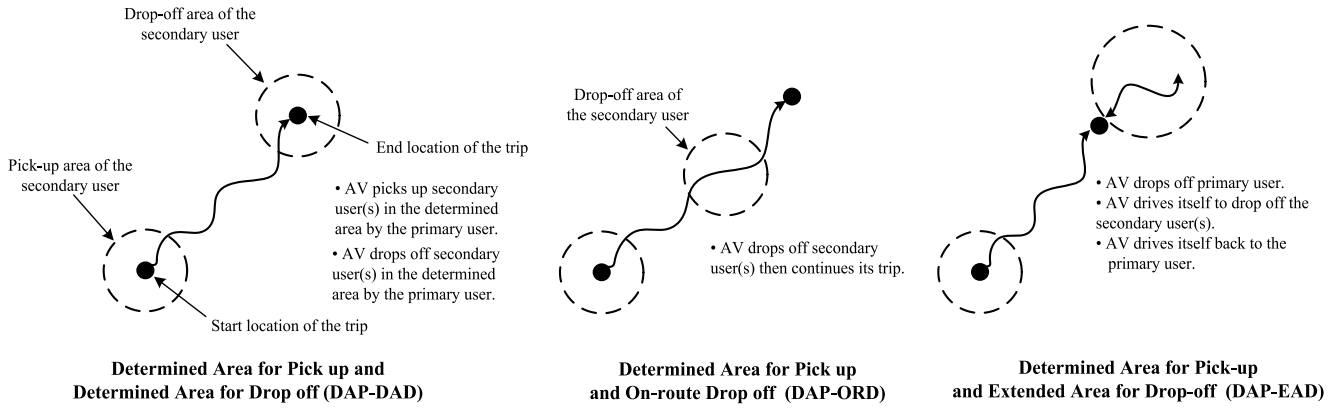 Drop-off area of
the secondary user
End location of the trip
Pick-up area of the
secondary user
• AV picks up secondary
user(s) in the determined
area by the primary user.
• AV drops off secondary
user(s) in the determined
area by the primary user.
Start location of the trip
Determined Area for Pick up and
Determined Area for Drop off (DAP-DAD)
Drop-off area of
the secondary user
• AV drops off secondary
user(s) then continues its trip.
Determined Area for Pick up
and On-route Drop off (DAP-ORD)
• AV drops off primary user.
• AV drives itself to drop off the
secondary user(s).
• AV drives itself back to the
primary user.
Determined Area for Pick-up
and Extended Area for Drop-off (DAP-EAD)